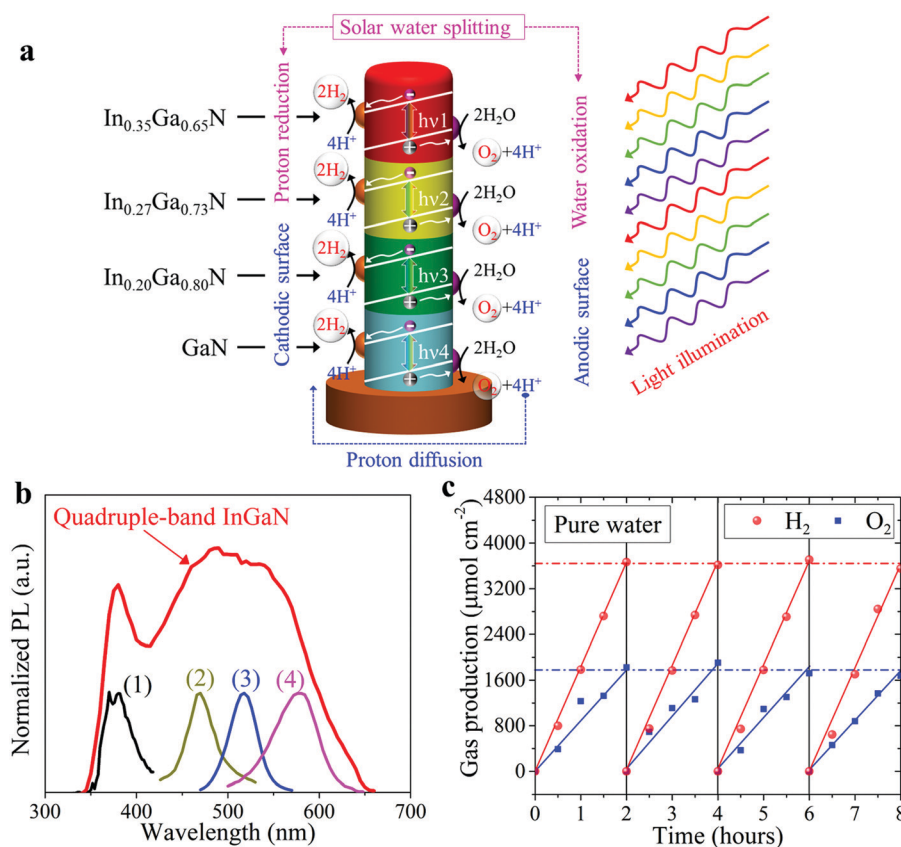 a
Solar water splitting
In0.35Ga0.65N
In0.27Ga0.73N
In0.20Ga0.80N
GaN
Cathodic surface
Proton reduction
2H2
4H+
hν1
2H2O
O2+4H+
2H2
4H+
hν2
2H2O
O2+4H+
2H2
4H+
hν3
2H2O
O2+4H+
2H2
4H+
hν4
2H2O
O2+4H+
Anodic surface
Water oxidation
Light illumination
Proton diffusion
b
Quadruple-band InGaN
(1)
(2)
(3)
(4)
Normalized PL (a.u.)
300
400
500
600
700
Wavelength (nm)
c
Pure water
H2
O2
Gas production (µmol cm−2)
4800
4000
3200
2400
1600
800
0
0
1
2
3
4
5
6
7
8
Time (hours)